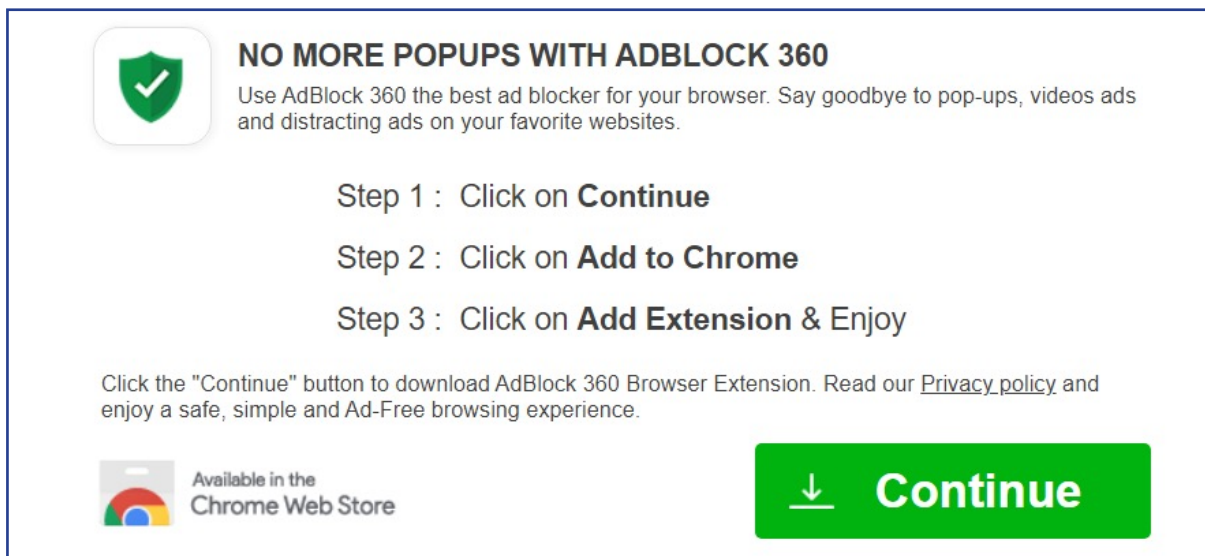 NO MORE POPUPS WITH ADBLOCK 360
Use AdBlock 360 the best ad blocker for your browser. Say goodbye to pop-ups, videos ads
and distracting ads on your favorite websites.
Step 1 : Click on Continue
Step 2 : Click on Add to Chrome
Step 3 : Click on Add Extension & Enjoy
Click the "Continue" button to download AdBlock 360 Browser Extension. Read our Privacy policy and
enjoy a safe, simple and Ad-Free browsing experience.
Available in the
Chrome Web Store
Continue